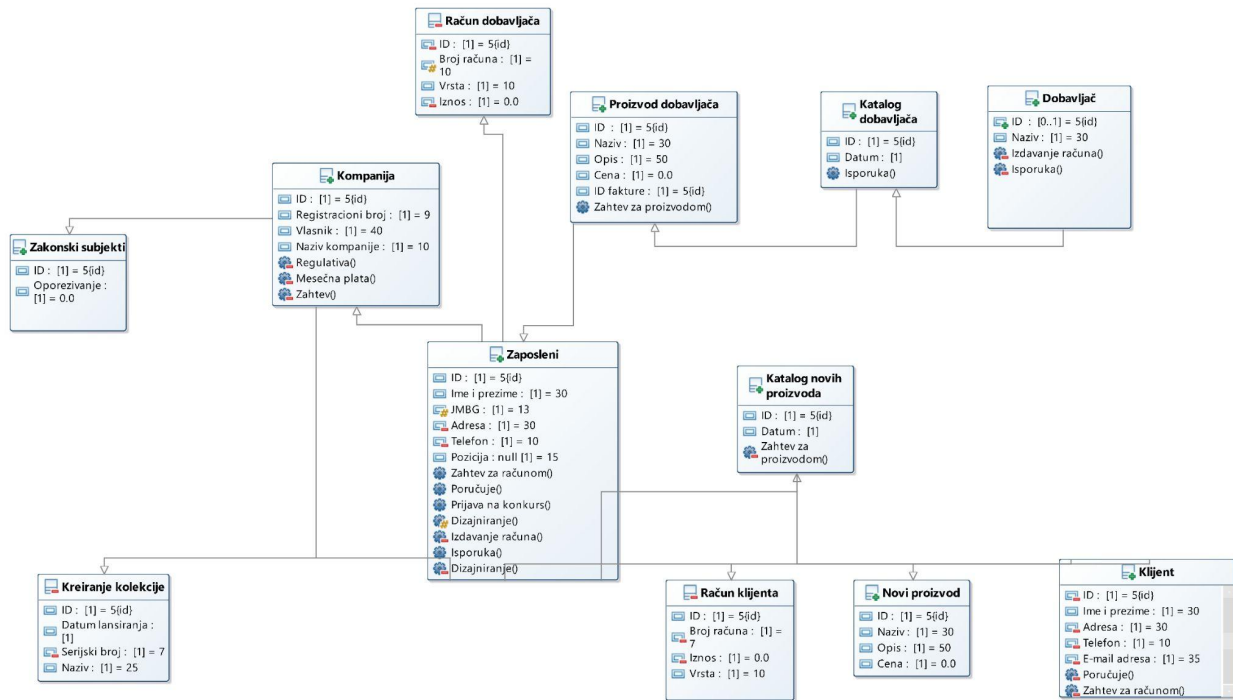 Račun dobavljača
ID : [1] = 5{id}
Broj računa : [1] =
10
Vrsta : [1] = 10
Iznos : [1] = 0.0
Proizvod dobavljača
ID : [1] = 5{id}
Naziv : [1] = 30
Opis : [1] = 50
Cena : [1] = 0.0
ID fakture : [1] = 5{id}
Zahtev za proizvodom()
Katalog
dobavljača
ID : [1] = 5{id}
Datum : [1]
Isporuka()
Dobavljač
ID : [0..1] = 5{id}
Naziv : [1] = 30
Izdavanje računa()
Isporuka()
Kompanija
ID : [1] = 5{id}
Registracioni broj : [1] = 9
Vlasnik : [1] = 40
Naziv kompanije : [1] = 10
Regulativa()
Mesečna plata()
Zahtev()
Zakonski subjekti
ID : [1] = 5{id}
Oporezivanje :
[1] = 0.0
Zaposleni
ID : [1] = 5{id}
Ime i prezime : [1] = 30
JMBG : [1] = 13
Adresa : [1] = 30
Telefon : [1] = 10
Pozicija : null [1] = 15
Zahtev za računom()
Poručuje()
Prijava na konkurs()
Dizajniranje()
Izdavanje računa()
Isporuka()
Dizajniranje()
Katalog novih
proizvoda
ID : [1] = 5{id}
Datum : [1]
Zahtev za
proizvodom()
Kreiranje kolekcije
ID : [1] = 5{id}
Datum lansiranja :
[1]
Serijski broj : [1] = 7
Naziv : [1] = 25
Račun klijenta
ID : [1] = 5{id}
Broj računa : [1] =
7
Iznos : [1] = 0.0
Vrsta : [1] = 10
Novi proizvod
ID : [1] = 5{id}
Naziv : [1] = 30
Opis : [1] = 50
Cena : [1] = 0.0
Klijent
ID : [1] = 5{id}
Ime i prezime : [1] = 30
Adresa : [1] = 30
Telefon : [1] = 10
E-mail adresa : [1] = 35
Poručuje()
Zahtev za računom()